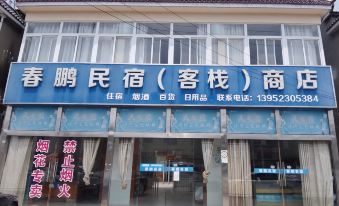 春鹏民宿（客栈）商店
住宿 烟酒 百货 日用品 联系电话：13952305384
烟花专卖
禁止烟火